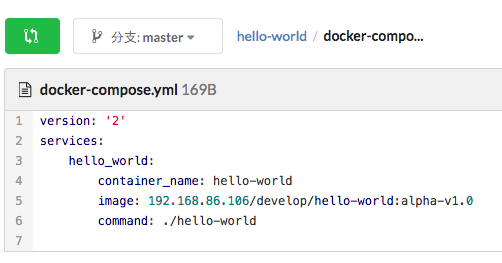 分支: master hello-world / docker-compo...
docker-compose.yml 169B
1 version: '2'
2 services:
3     hello_world:
4         container_name: hello-world
5         image: 192.168.86.106/develop/hello-world:alpha-v1.0
6         command: ./hello-world
7